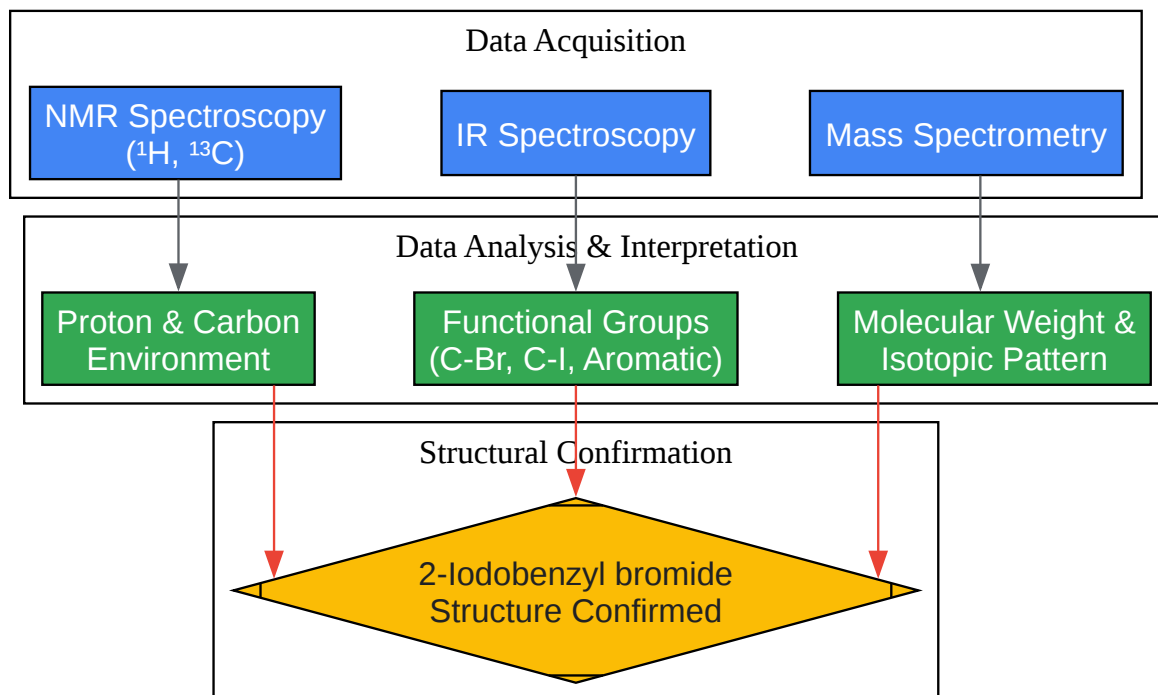 Data Acquisition
NMR Spectroscopy
(¹H, ¹³C)
IR Spectroscopy
Mass Spectrometry
Data Analysis & Interpretation
Proton & Carbon
Environment
Functional Groups
(C-Br, C-I, Aromatic)
Molecular Weight &
Isotopic Pattern
Structural Confirmation
2-Iodobenzyl bromide
Structure Confirmed